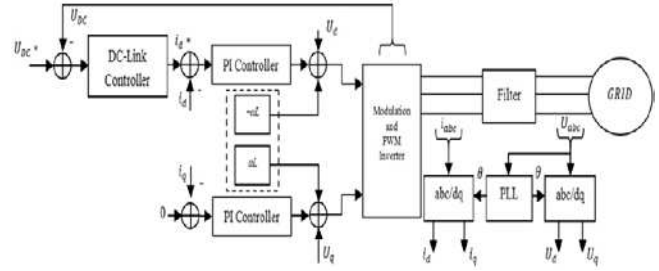 U_DC
U_d
U_DC *
-
DC-Link
Controller
i_d *
i_d
-
PI Controller
-ωL
ωL
i_q
-
0
PI Controller
U_q
Modulation
and
PWM
Inverter
Filter
GRID
i_abc
U_abc
abc/dq
θ
PLL
θ
abc/dq
i_d
i_q
U_d
U_q